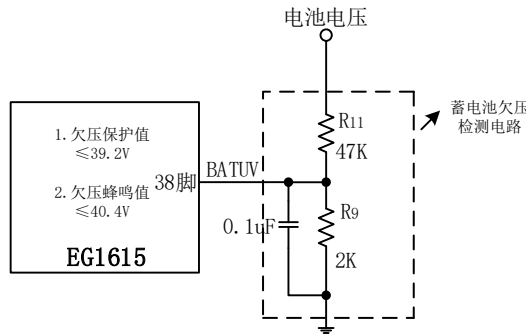 电池电压
蓄电池欠压
检测电路
R11
47K
1. 欠压保护值
≤39.2V
38脚
BATUV
2. 欠压蜂鸣值
≤40.4V
0.1uF
R9
2K
EG1615